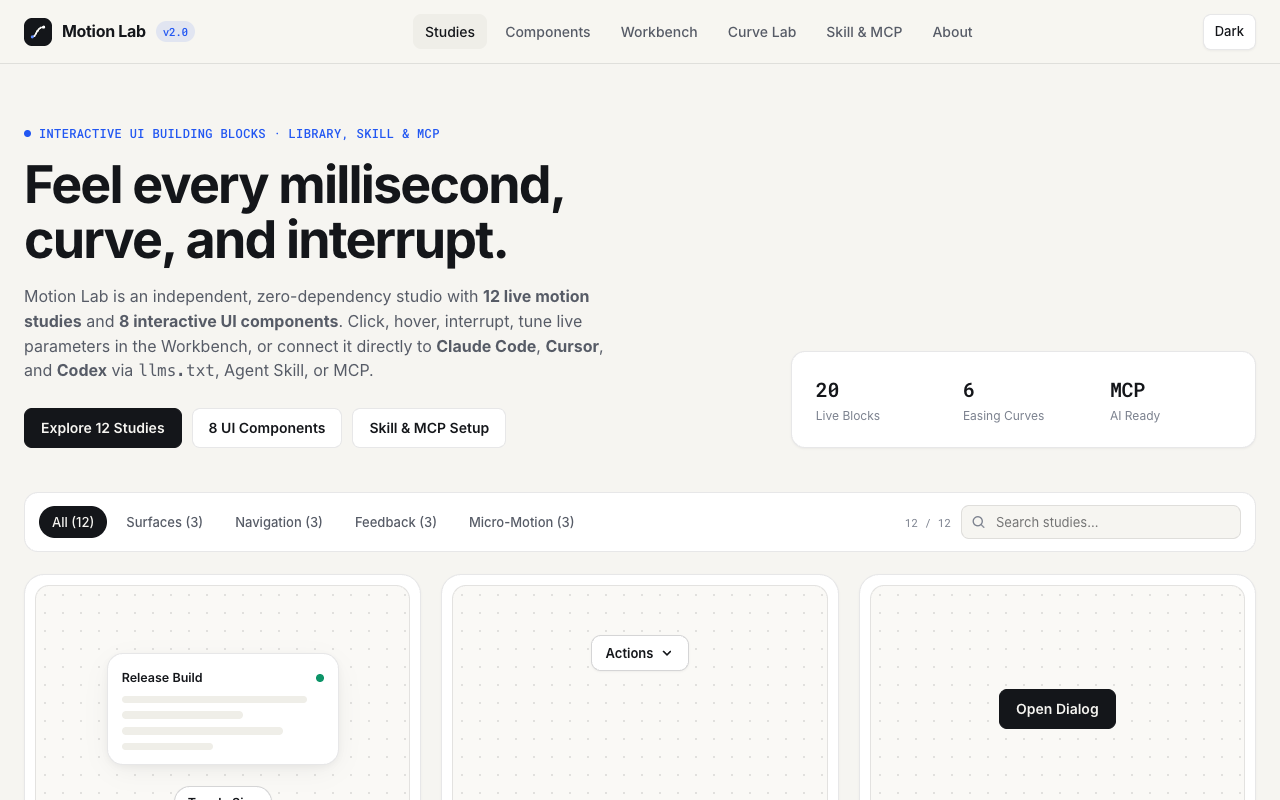 Motion Lab v2.0 Studies Components Workbench Curve Lab Skill & MCP About Dark
INTERACTIVE UI BUILDING BLOCKS · LIBRARY, SKILL & MCP
Feel every millisecond,
curve, and interrupt.
Motion Lab is an independent, zero-dependency studio with 12 live motion
studies and 8 interactive UI components. Click, hover, interrupt, tune live
parameters in the Workbench, or connect it directly to Claude Code, Cursor,
and Codex via llms.txt, Agent Skill, or MCP.
Explore 12 Studies 8 UI Components Skill & MCP Setup
20 6 MCP
Live Blocks Easing Curves AI Ready
All (12) Surfaces (3) Navigation (3) Feedback (3) Micro-Motion (3) 12 / 12 Search studies...
Release Build
Actions
Open Dialog